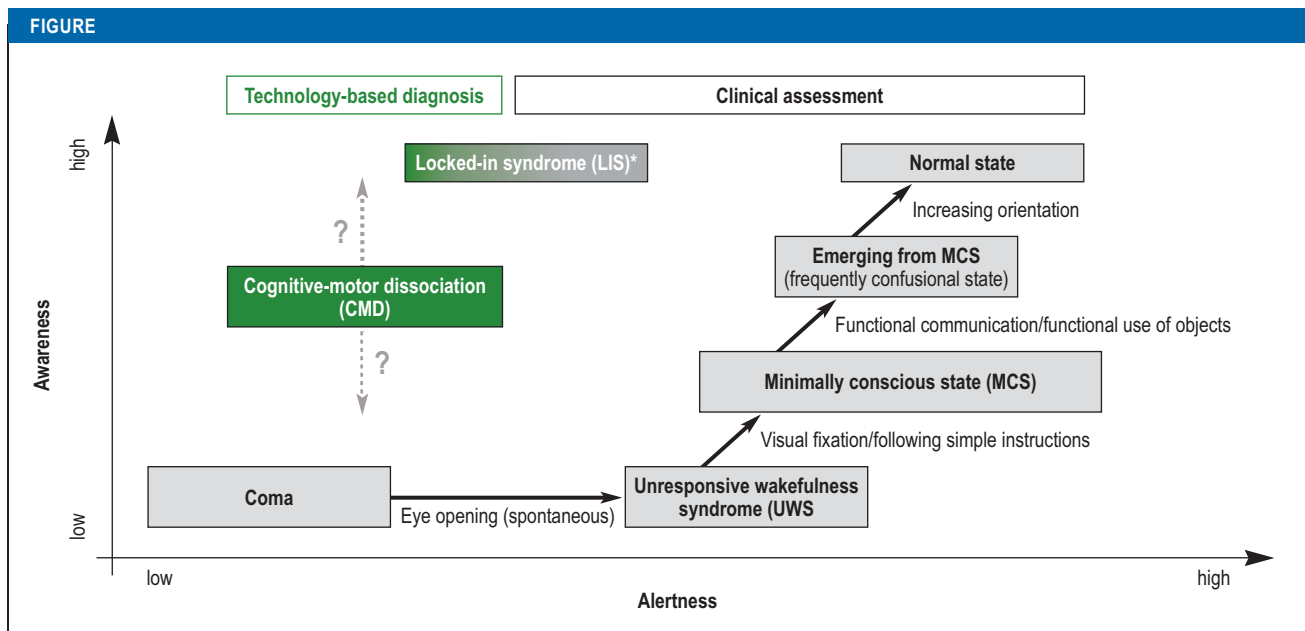 FIGURE
Technology-based diagnosis
Clinical assessment
high
Locked-in syndrome (LIS)*
Normal state
Increasing orientation
?
Emerging from MCS
(frequently confusional state)
Cognitive-motor dissociation
(CMD)
Functional communication/functional use of objects
Awareness
?
Minimally conscious state (MCS)
Visual fixation/following simple instructions
Coma
Unresponsive wakefulness
syndrome (UWS
Eye opening (spontaneous)
low
low
high
Alertness